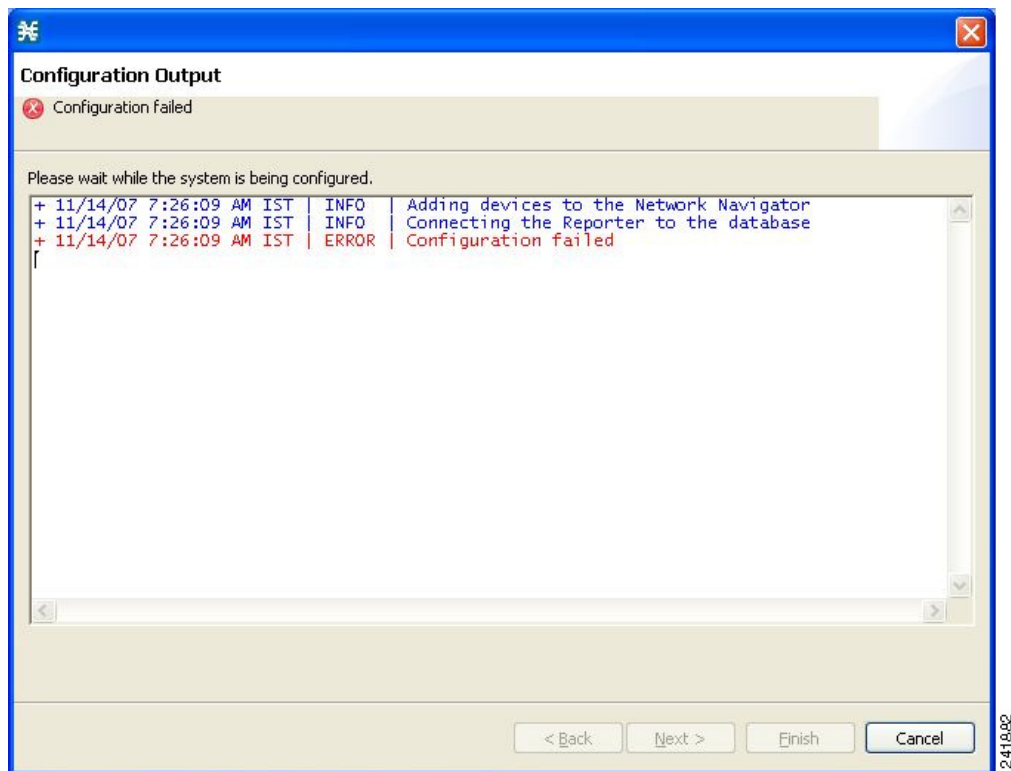 Configuration Output
Configuration failed
Please wait while the system is being configured.
+ 11/14/07 7:26:09 AM IST | INFO | Adding devices to the Network Navigator
+ 11/14/07 7:26:09 AM IST | INFO | Connecting the Reporter to the database
+ 11/14/07 7:26:09 AM IST | ERROR | Configuration failed
< Back Next > Finish Cancel
241882